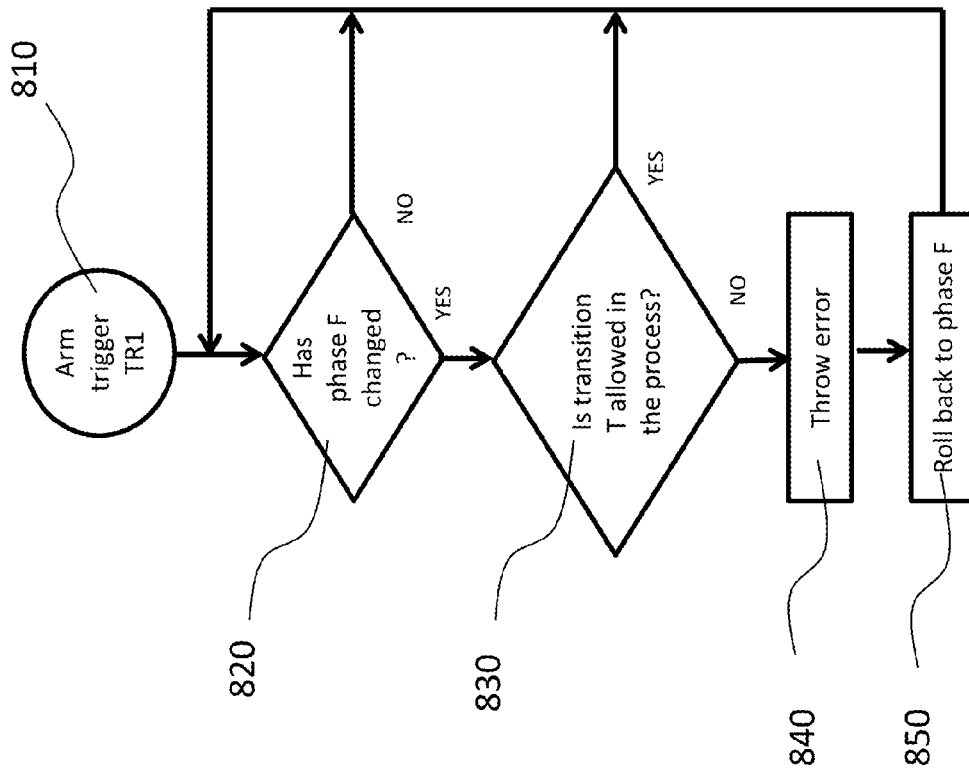 810
Arm
trigger
TR1
820
Has
phase F
changed
?
NO
YES
830
Is transition
T allowed in
the process?
YES
NO
840
Throw error
850
Roll back to phase F